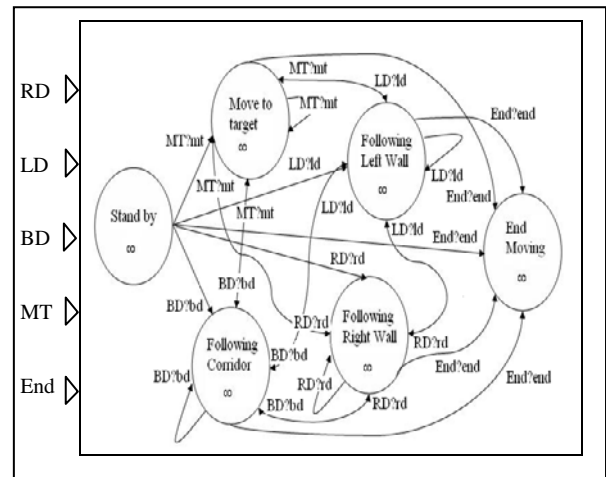 RD
LD
BD
MT
End
MT?mt
LD?ld
Move to
target
∞
MT?mt
End?end
Following
Left Wall
∞
MT?mt
LD?ld
LD?ld
MT?mt
LD?ld
End?end
Stand by
∞
MT?mt
LD?ld
End?end
End
Moving
∞
RD?rd
BD?bd
BD?bd
Following
Right Wall
∞
RD?rd
Following
Corridor
∞
BD?bd
RD?rd
End?end
BD?bd
RD?rd
End?end
BD?bd
RD?rd